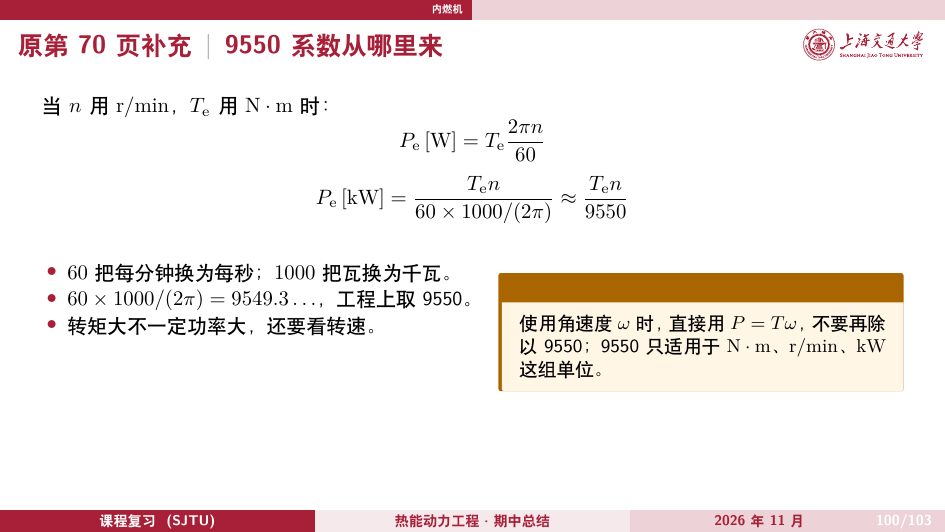 内燃机
原第 70 页补充 | 9550 系数从哪里来
上海交通大学
SHANGHAI JIAO TONG UNIVERSITY
当 n 用 r/min，Te 用 N · m 时：
Pe [W] = Te 2πn/60
Pe [kW] = Te n/(60 × 1000/(2π)) ≈ Te n/9550
• 60 把每分钟换为每秒；1000 把瓦换为千瓦。
• 60 × 1000/(2π) = 9549.3 . . .，工程上取 9550。
• 转矩大不一定功率大，还要看转速。
使用角速度 ω 时，直接用 P = Tω，不要再除
以 9550；9550 只适用于 N · m、r/min、kW
这组单位。
课程复习 (SJTU)
热能动力工程 · 期中总结
2026 年 11 月
100/103